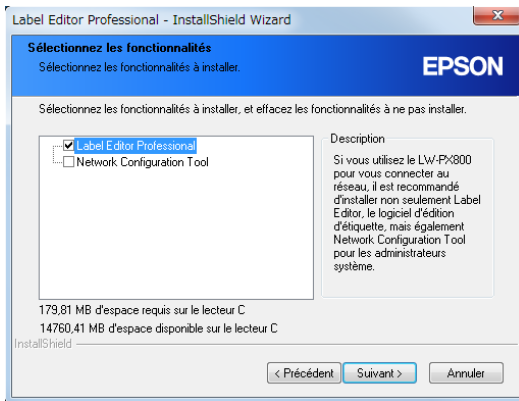 Label Editor Professional - InstallShield Wizard
Sélectionnez les fonctionnalités
Sélectionnez les fonctionnalités à installer.
EPSON
Sélectionnez les fonctionnalités à installer, et effacez les fonctionnalités à ne pas installer.
Label Editor Professional
Network Configuration Tool
Description
Si vous utilisez le LW-PX800
pour vous connecter au
réseau, il est recommandé
d'installer non seulement Label
Editor, le logiciel d'édition
d'étiquette, mais également
Network Configuration Tool
pour les administrateurs
système.
179,81 MB d'espace requis sur le lecteur C
14760,41 MB d'espace disponible sur le lecteur C
InstallShield
< Précédent
Suivant >
Annuler